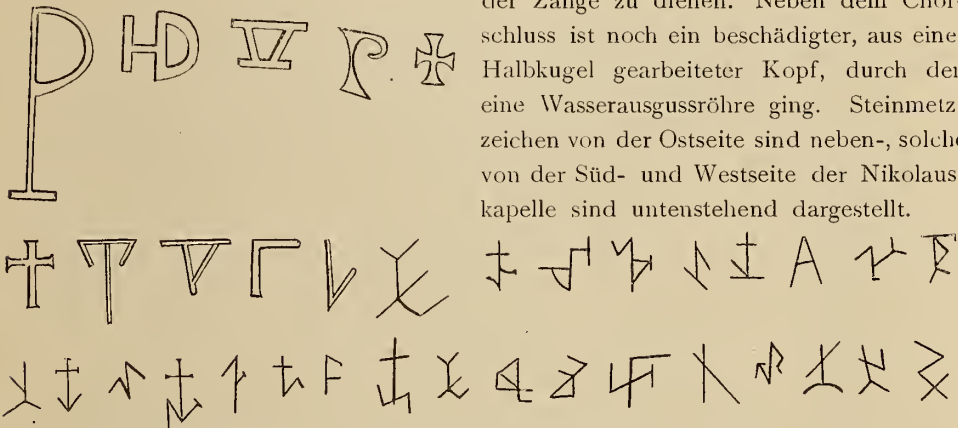 der Zange zu dienen. Neben dem Chor-
schluss ist noch ein beschädigter, aus einer
Halbkugel gearbeiteter Kopf, durch den
eine Wasserausgussröhre ging. Steinmetz-
zeichen von der Ostseite sind neben-, solche
von der Süd- und Westseite der Nikolaus-
kapelle sind untenstehend dargestellt.